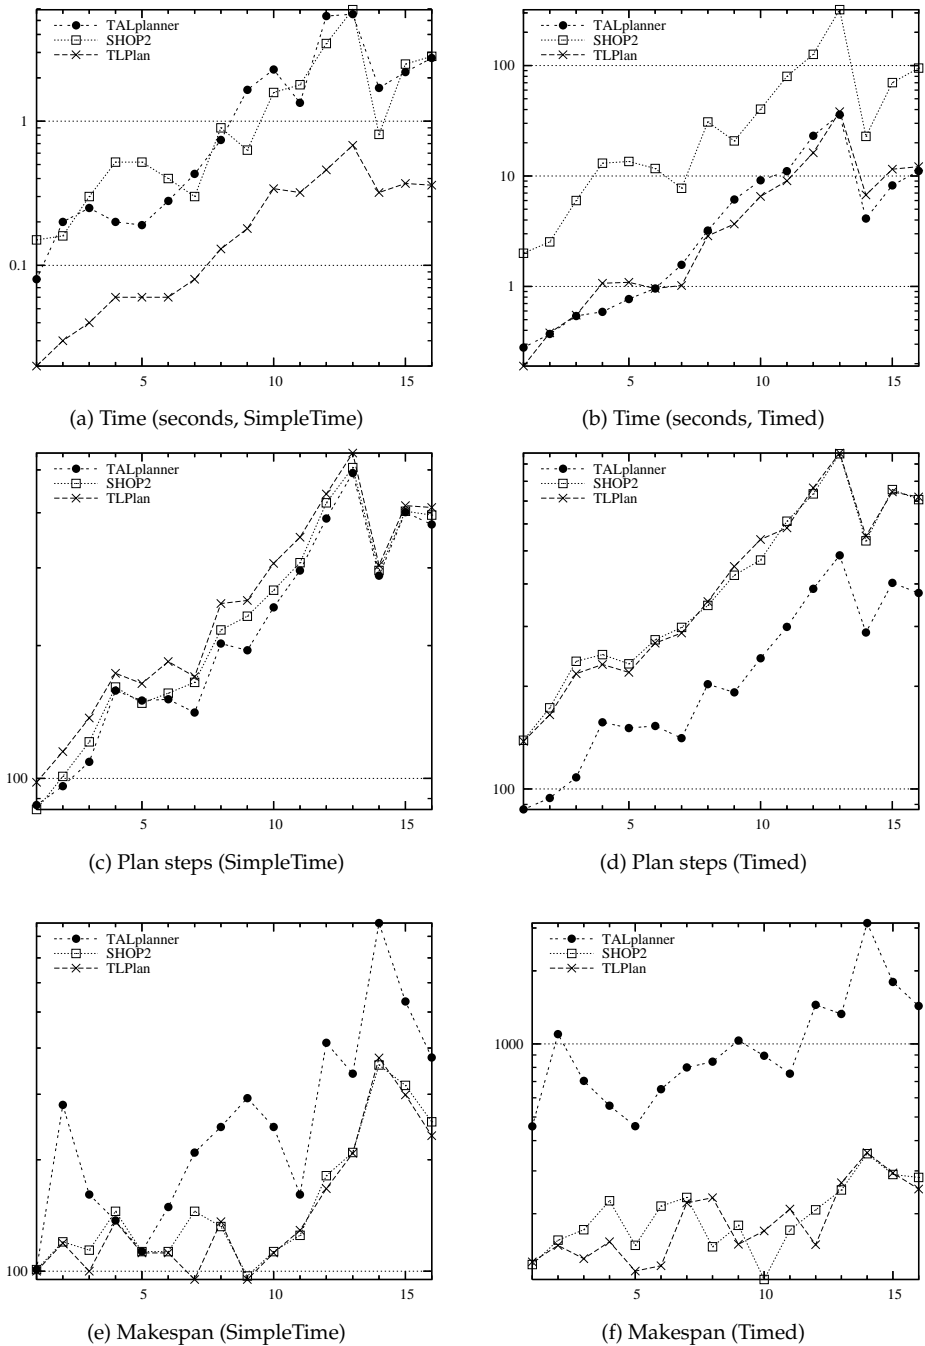 TALplanner
SHOP2
TLPlan
1
0.1
5
10
15
(a) Time (seconds, SimpleTime)
TALplanner
SHOP2
TLPlan
100
10
1
5
10
15
(b) Time (seconds, Timed)
TALplanner
SHOP2
TLPlan
100
5
10
15
(c) Plan steps (SimpleTime)
TALplanner
SHOP2
TLPlan
100
5
10
15
(d) Plan steps (Timed)
TALplanner
SHOP2
TLPlan
100
5
10
15
(e) Makespan (SimpleTime)
TALplanner
SHOP2
TLPlan
1000
5
10
15
(f) Makespan (Timed)